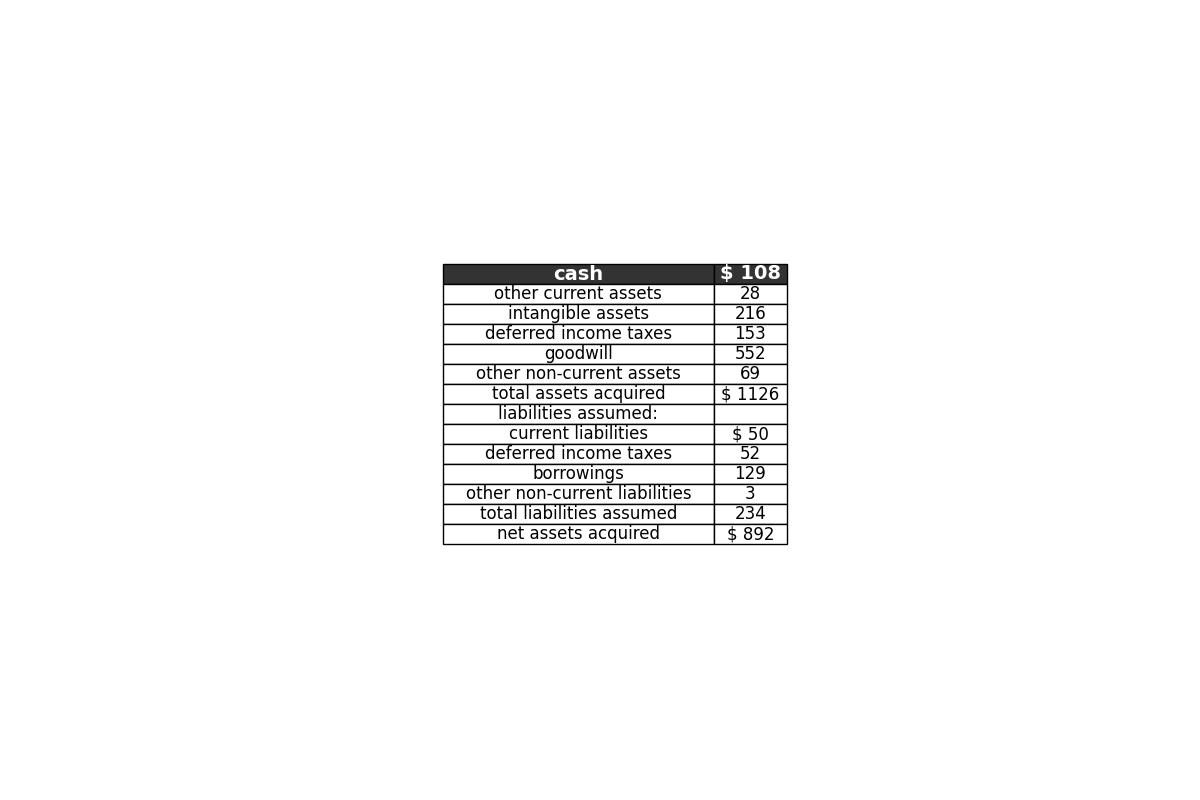 cash $ 108
other current assets 28
intangible assets 216
deferred income taxes 153
goodwill 552
other non-current assets 69
total assets acquired $ 1126
liabilities assumed:
current liabilities $ 50
deferred income taxes 52
borrowings 129
other non-current liabilities 3
total liabilities assumed 234
net assets acquired $ 892